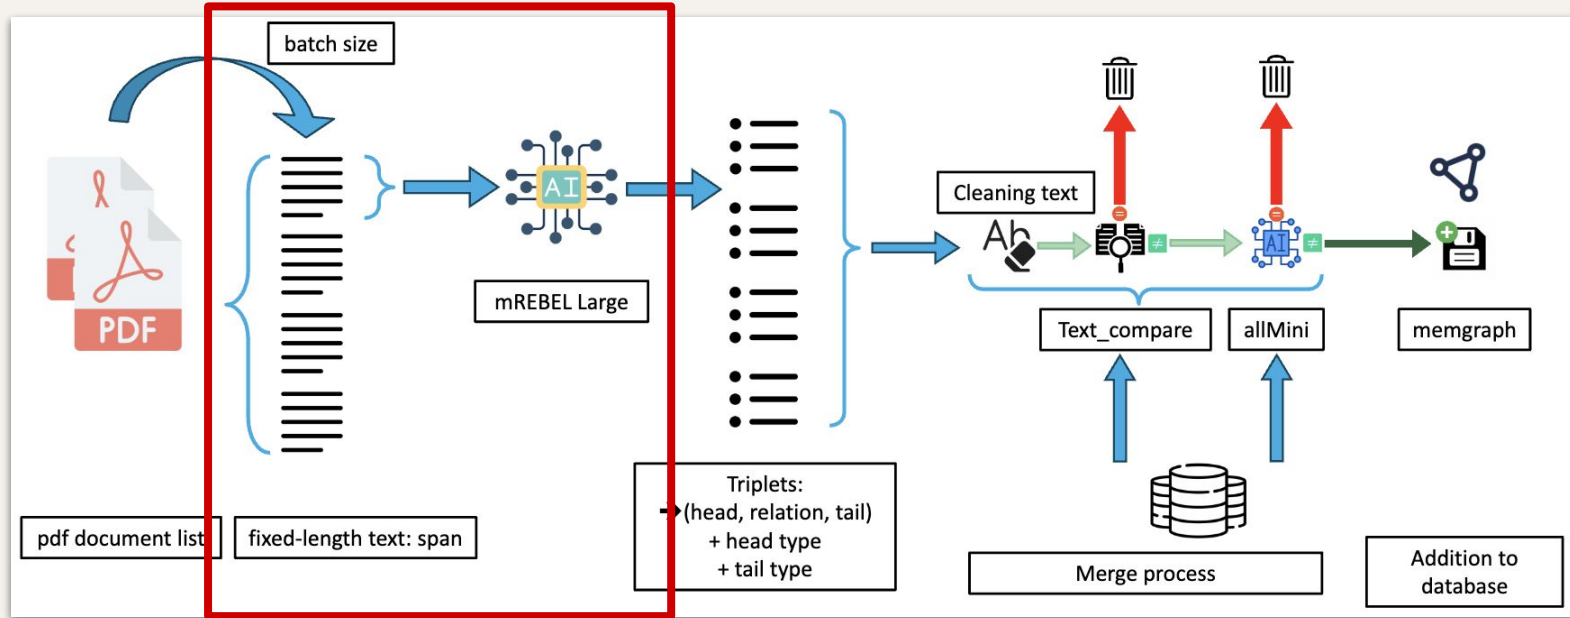 batch size
PDF
AI
mREBEL Large
Cleaning text
Ab
=
≠
=
AI
≠
Text_compare
allMini
memgraph
pdf document list
fixed-length text: span
Triplets:
➔(head, relation, tail)
+ head type
+ tail type
Merge process
Addition to
database